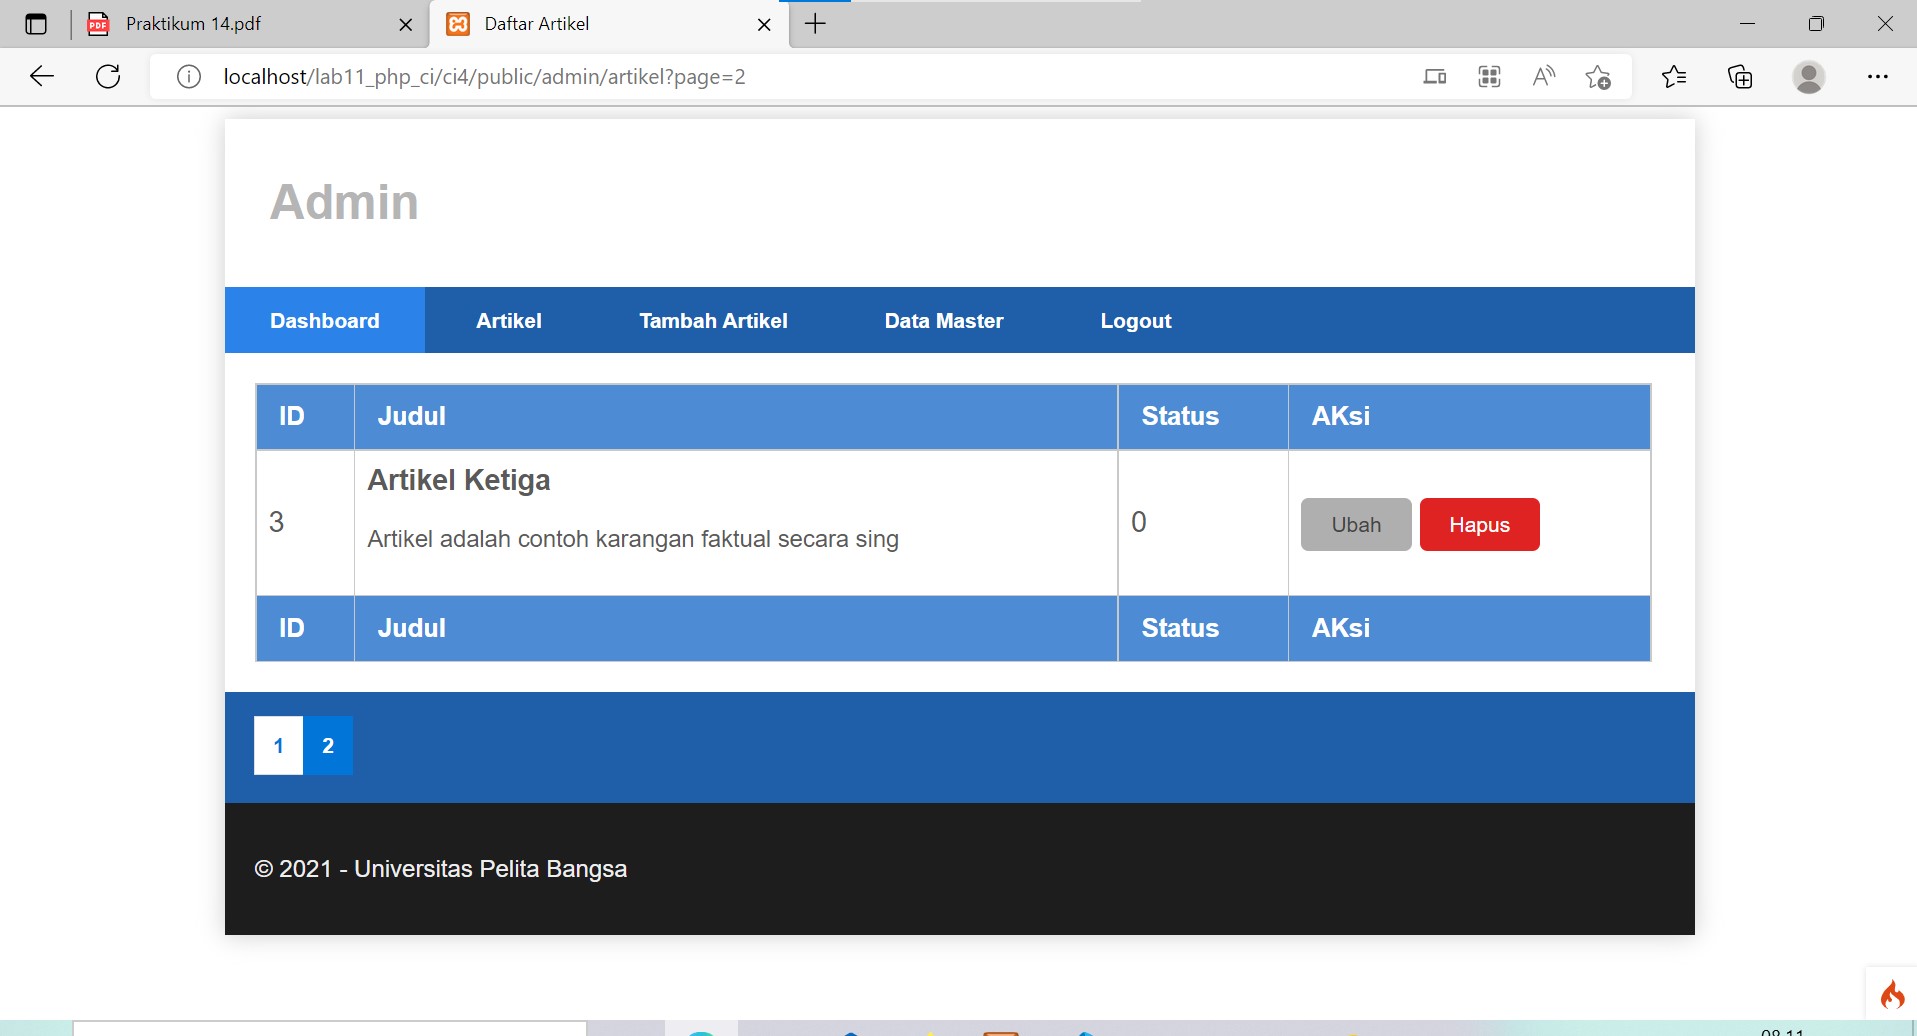 Praktikum 14.pdf
Daftar Artikel
localhost/lab11_php_ci/ci4/public/admin/artikel?page=2
Admin
Dashboard Artikel Tambah Artikel Data Master Logout
ID Judul Status AKsi
3 Artikel Ketiga 0 Ubah Hapus
Artikel adalah contoh karangan faktual secara sing
ID Judul Status AKsi
1 2
© 2021 - Universitas Pelita Bangsa